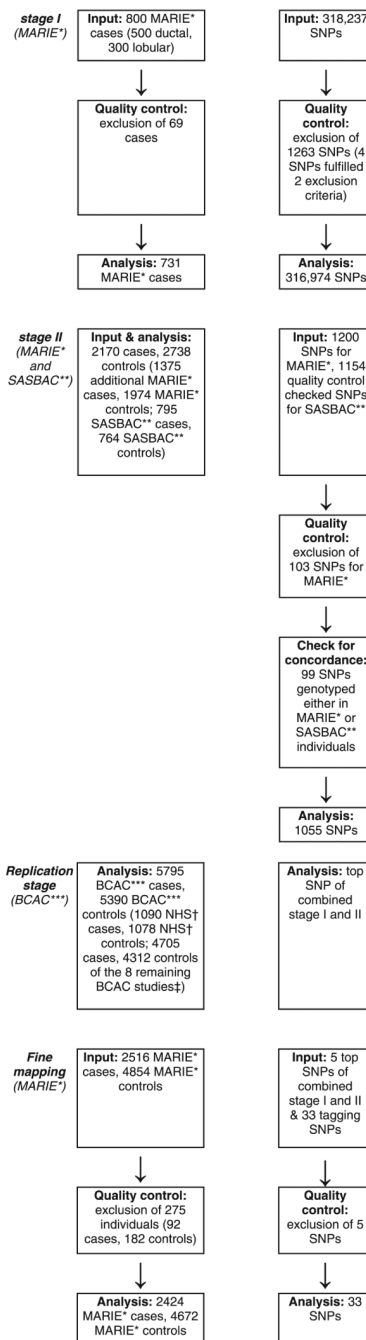 stage I
(MARIE*)
Input: 800 MARIE*
cases (500 ductal,
300 lobular)
Input: 318,237
SNPs
Quality control:
exclusion of 69
cases
Quality
control:
exclusion of
1263 SNPs (4
SNPs fulfilled
2 exclusion
criteria)
Analysis: 731
MARIE* cases
Analysis:
316,974 SNPs
stage II
(MARIE*
and
SASBAC**)
Input & analysis:
2170 cases, 2738
controls (1375
additional MARIE*
cases, 1974 MARIE*
controls; 795
SASBAC** cases,
764 SASBAC**
controls)
Input: 1200
SNPs for
MARIE*, 1154
quality control
checked SNPs
for SASBAC**
Quality
control:
exclusion of
103 SNPs for
MARIE*
Check for
concordance:
99 SNPs
genotyped
either in
MARIE* or
SASBAC**
individuals
Analysis:
1055 SNPs
Replication
stage
(BCAC***)
Analysis: 5795
BCAC*** cases,
5390 BCAC***
controls (1090 NHS†
cases, 1078 NHS†
controls; 4705
cases, 4312 controls
of the 8 remaining
BCAC studies‡)
Analysis: top
SNP of
combined
stage I and II
Fine
mapping
(MARIE*)
Input: 2516 MARIE*
cases, 4854 MARIE*
controls
Input: 5 top
SNPs of
combined
stage I and II
& 33 tagging
SNPs
Quality control:
exclusion of 275
individuals (92
cases, 182 controls)
Quality
control:
exclusion of 5
SNPs
Analysis: 2424
MARIE* cases, 4672
MARIE* controls
Analysis: 33
SNPs